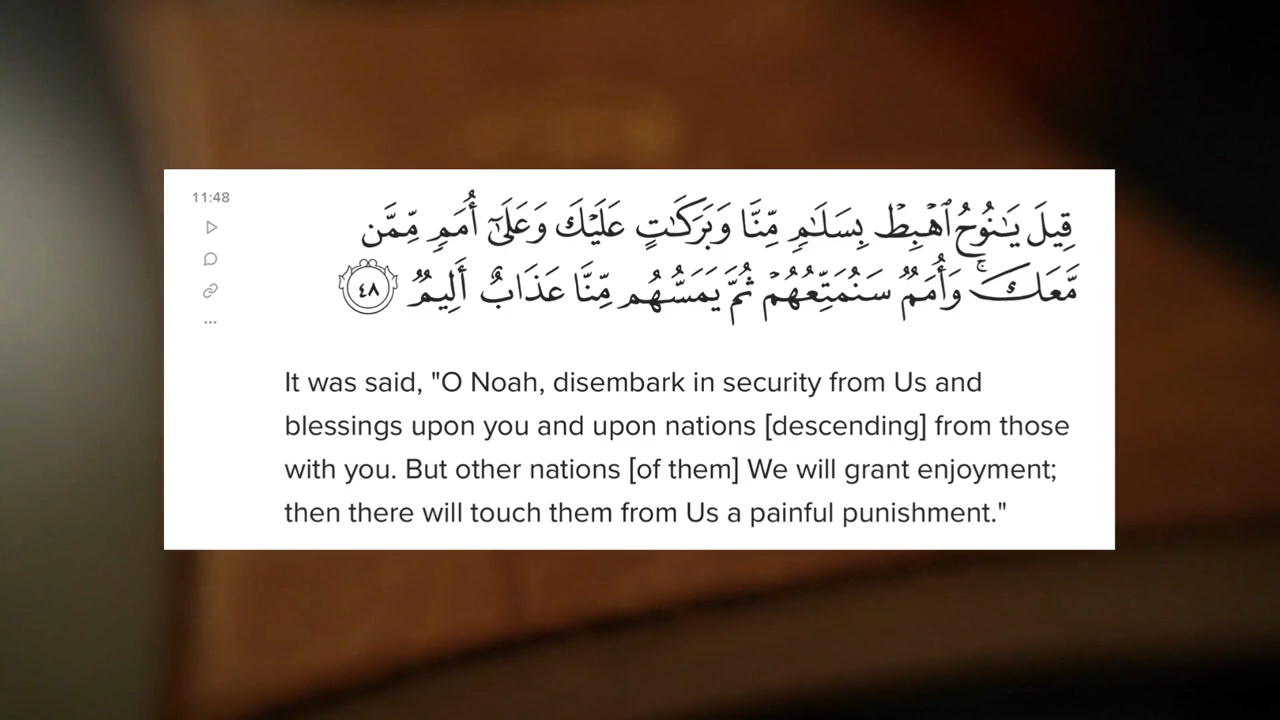 11:48
قِيلَ يَـٰنُوحُ ٱهْبِطْ بِسَلَـٰمٍ مِّنَّا وَبَرَكَـٰتٍ عَلَيْكَ وَعَلَىٰٓ أُمَمٍ مِّمَّن
مَّعَكَ ۚ وَأُمَمٌ سَنُمَتِّعُهُمْ ثُمَّ يَمَسُّهُم مِّنَّا عَذَابٌ أَلِيمٌ ٤٨
...
It was said, "O Noah, disembark in security from Us and
blessings upon you and upon nations [descending] from those
with you. But other nations [of them] We will grant enjoyment;
then there will touch them from Us a painful punishment."